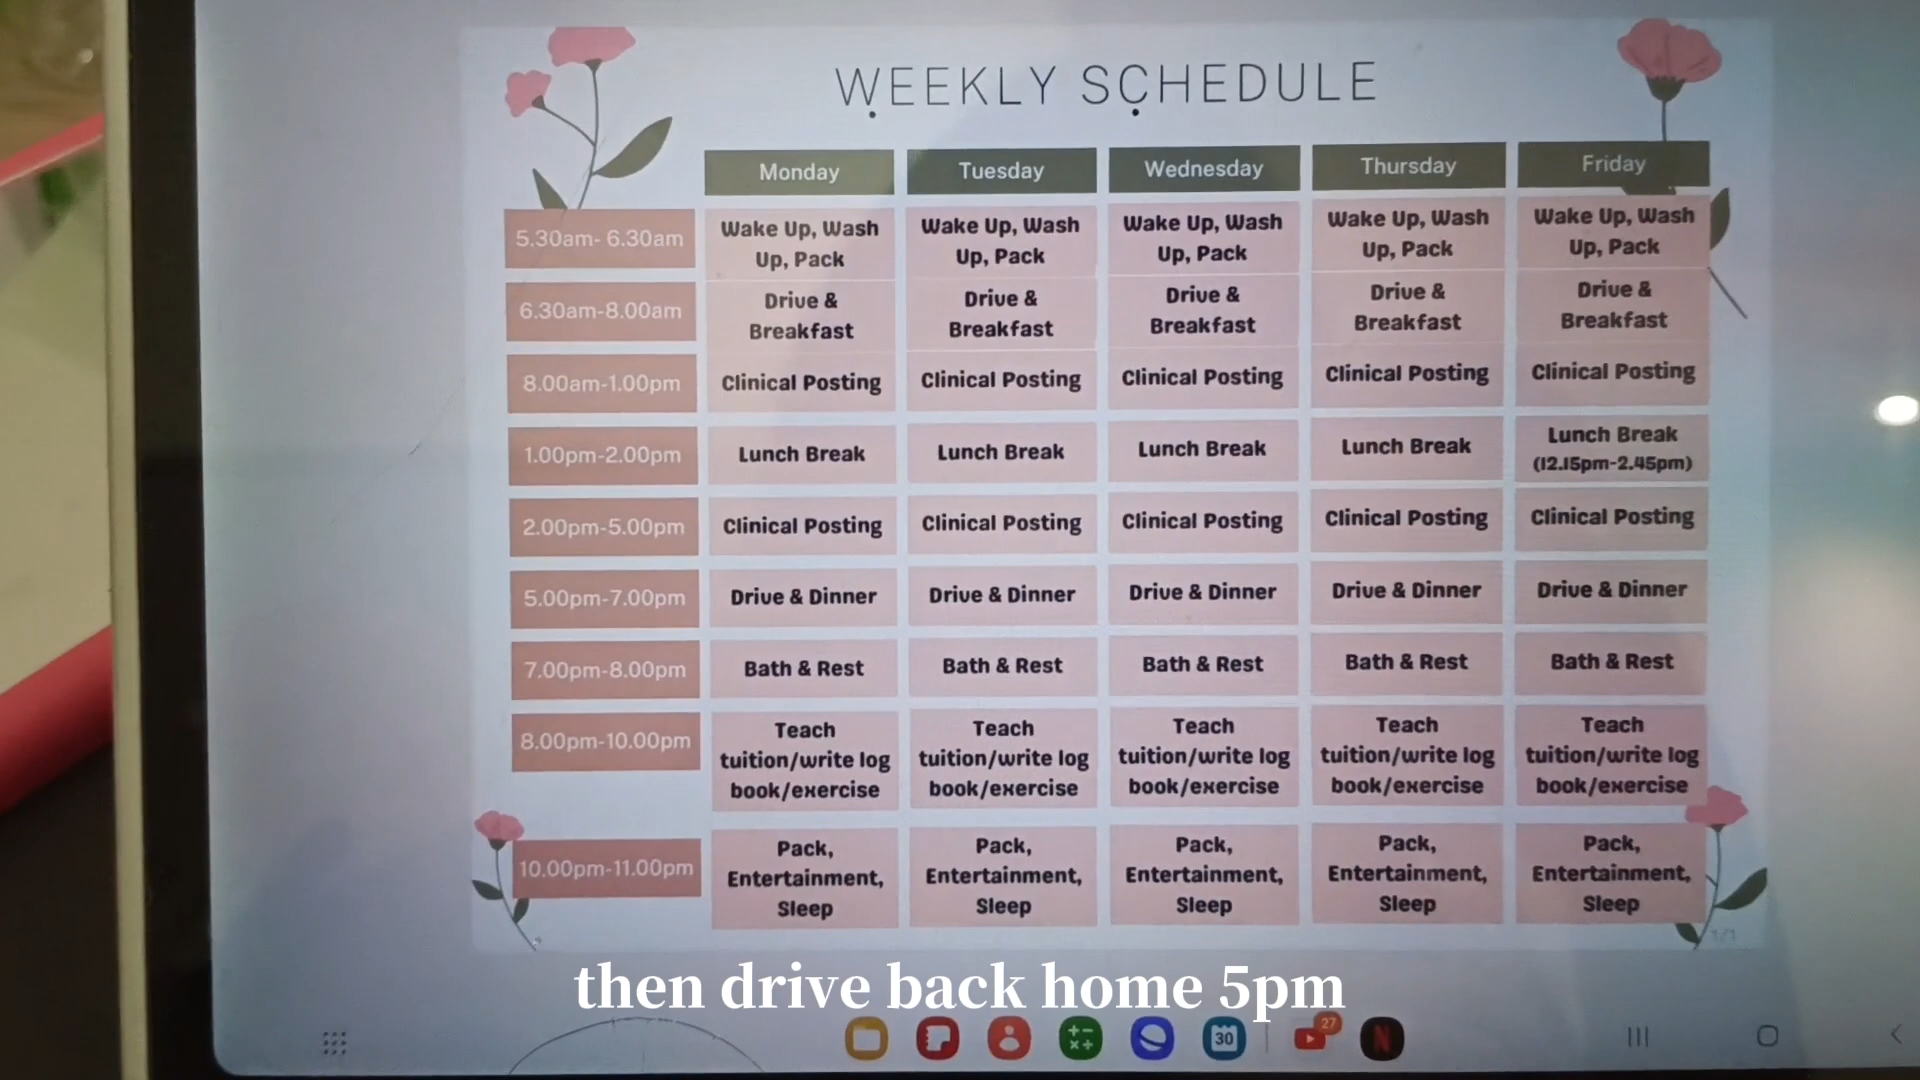 WEEKLY SCHEDULE
Monday
Tuesday
Wednesday
Thursday
Friday
5.30am- 6.30am
Wake Up, Wash
Up, Pack
Wake Up, Wash
Up, Pack
Wake Up, Wash
Up, Pack
Wake Up, Wash
Up, Pack
Wake Up, Wash
Up, Pack
6.30am-8.00am
Drive &
Breakfast
Drive &
Breakfast
Drive &
Breakfast
Drive &
Breakfast
Drive &
Breakfast
8.00am-1.00pm
Clinical Posting
Clinical Posting
Clinical Posting
Clinical Posting
Clinical Posting
1.00pm-2.00pm
Lunch Break
Lunch Break
Lunch Break
Lunch Break
Lunch Break
(12.15pm-2.45pm)
2.00pm-5.00pm
Clinical Posting
Clinical Posting
Clinical Posting
Clinical Posting
Clinical Posting
5.00pm-7.00pm
Drive & Dinner
Drive & Dinner
Drive & Dinner
Drive & Dinner
Drive & Dinner
7.00pm-8.00pm
Bath & Rest
Bath & Rest
Bath & Rest
Bath & Rest
Bath & Rest
8.00pm-10.00pm
Teach
tuition/write log
book/exercise
Teach
tuition/write log
book/exercise
Teach
tuition/write log
book/exercise
Teach
tuition/write log
book/exercise
Teach
tuition/write log
book/exercise
10.00pm-11.00pm
Pack,
Entertainment,
Sleep
Pack,
Entertainment,
Sleep
Pack,
Entertainment,
Sleep
Pack,
Entertainment,
Sleep
Pack,
Entertainment,
Sleep
1/1
then drive back home 5pm
30
27
N